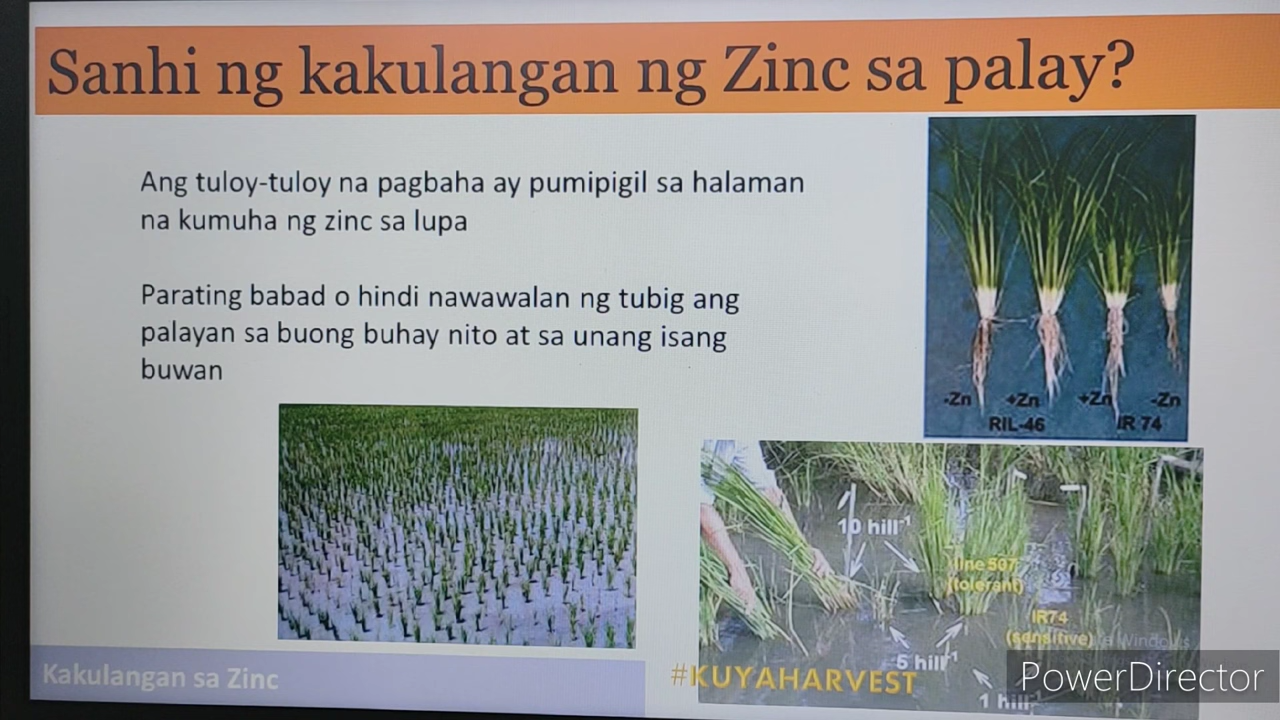 Sanhi ng kakulangan ng Zinc sa palay?
Ang tuloy-tuloy na pagbaha ay pumipigil sa halaman
na kumuha ng zinc sa lupa
Parating babad o hindi nawawalan ng tubig ang
palayan sa buong buhay nito at sa unang isang
buwan
-Zn +Zn +Zn -Zn
RIL-46 IR 74
10 hill-1
line 507
(tolerant)
IR74
(sensitive)
Windows
5 hill-1
1 hill-1
Kakulangan sa Zinc
#KUYAHARVEST
PowerDirector